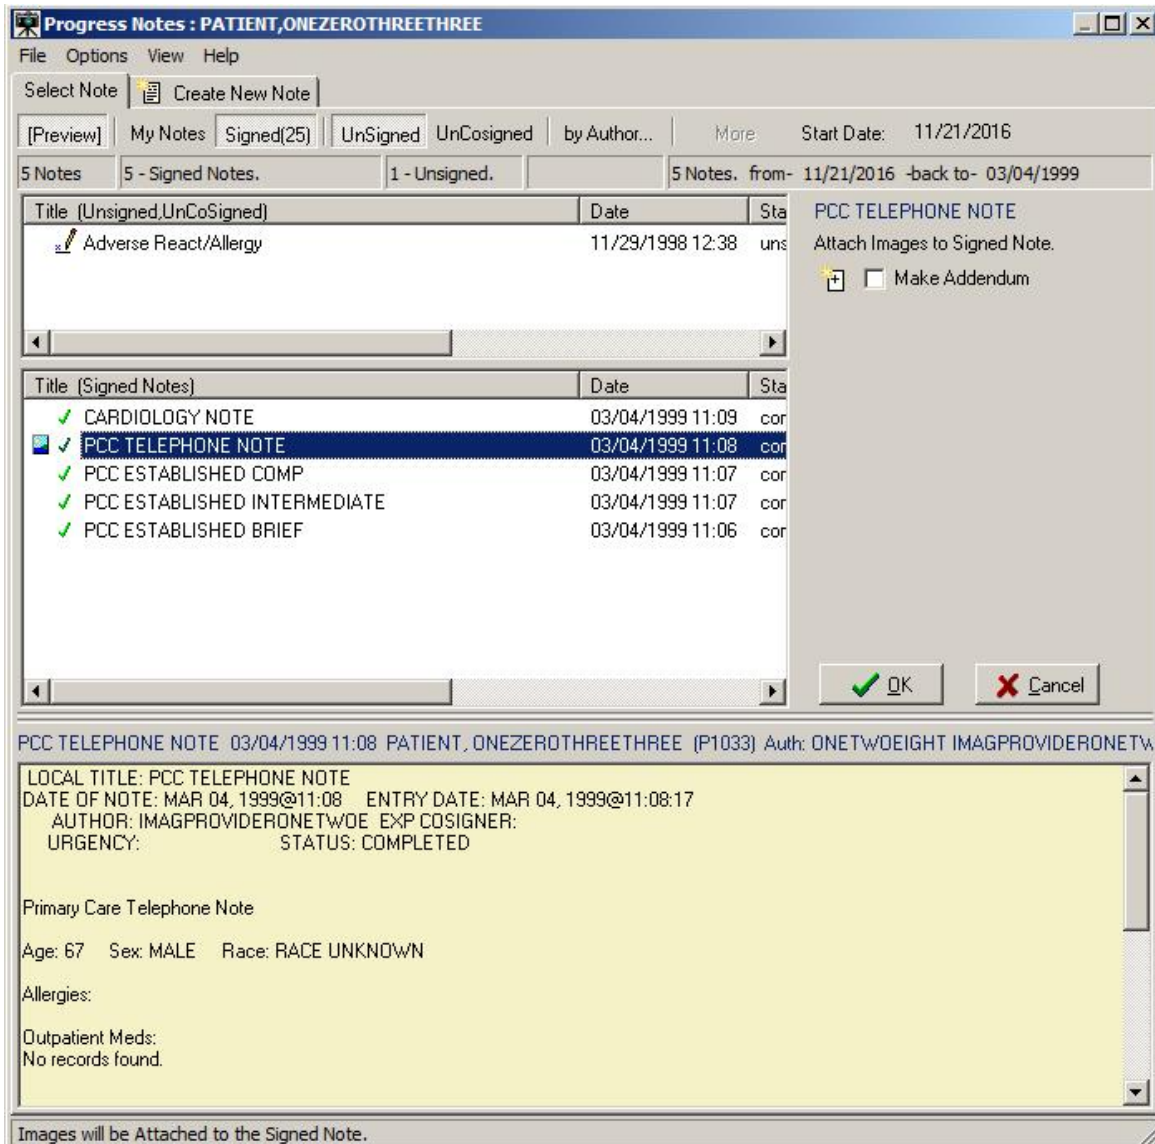 Progress Notes : PATIENT,ONEZEROTHREETHREE
File Options View Help
Select Note Create New Note
[Preview] My Notes Signed(25) UnSigned UnCosigned by Author... More Start Date: 11/21/2016
5 Notes 5 - Signed Notes. 1 - Unsigned. 5 Notes. from- 11/21/2016 -back to- 03/04/1999
Title (Unsigned,UnCoSigned) Date Sta
Adverse React/Allergy 11/29/1998 12:38 uns
PCC TELEPHONE NOTE
Attach Images to Signed Note.
Make Addendum
Title (Signed Notes) Date Sta
CARDIOLOGY NOTE 03/04/1999 11:09 cor
PCC TELEPHONE NOTE 03/04/1999 11:08 cor
PCC ESTABLISHED COMP 03/04/1999 11:07 cor
PCC ESTABLISHED INTERMEDIATE 03/04/1999 11:07 cor
PCC ESTABLISHED BRIEF 03/04/1999 11:06 cor
OK Cancel
PCC TELEPHONE NOTE 03/04/1999 11:08 PATIENT, ONEZEROTHREETHREE (P1033) Auth: ONETWOEIGHT IMAGPROVIDERONETW
LOCAL TITLE: PCC TELEPHONE NOTE
DATE OF NOTE: MAR 04, 1999@11:08 ENTRY DATE: MAR 04, 1999@11:08:17
AUTHOR: IMAGPROVIDERONETWOE EXP COSIGNER:
URGENCY: STATUS: COMPLETED
Primary Care Telephone Note
Age: 67 Sex: MALE Race: RACE UNKNOWN
Allergies:
Outpatient Meds:
No records found.
Images will be Attached to the Signed Note.